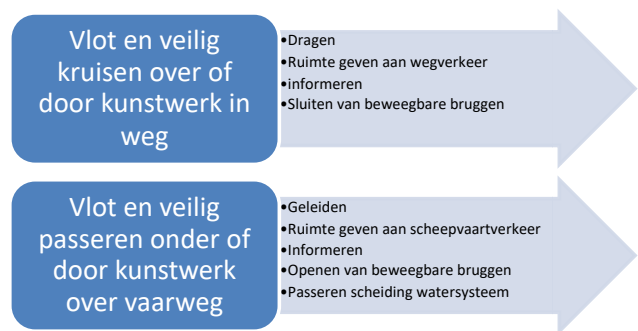 Vlot en veilig
kruisen over of
door kunstwerk in
weg
•Dragen
•Ruimte geven aan wegverkeer
•informeren
•Sluiten van beweegbare bruggen
Vlot en veilig
passeren onder of
door kunstwerk
over vaarweg
•Geleiden
•Ruimte geven aan scheepvaartverkeer
•Informeren
•Openen van beweegbare bruggen
•Passeren scheiding watersysteem